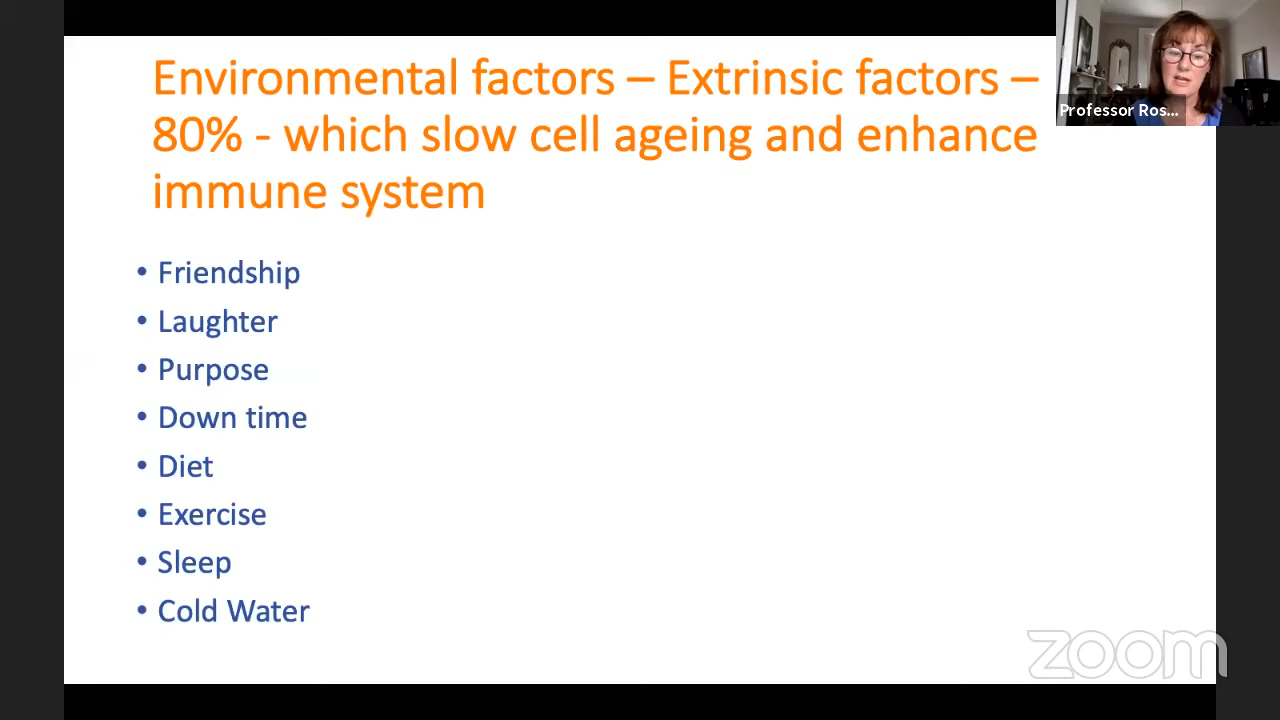 Environmental factors – Extrinsic factors –
80% - which slow cell ageing and enhance
immune system
• Friendship
• Laughter
• Purpose
• Down time
• Diet
• Exercise
• Sleep
• Cold Water
Professor Ros...
zoom